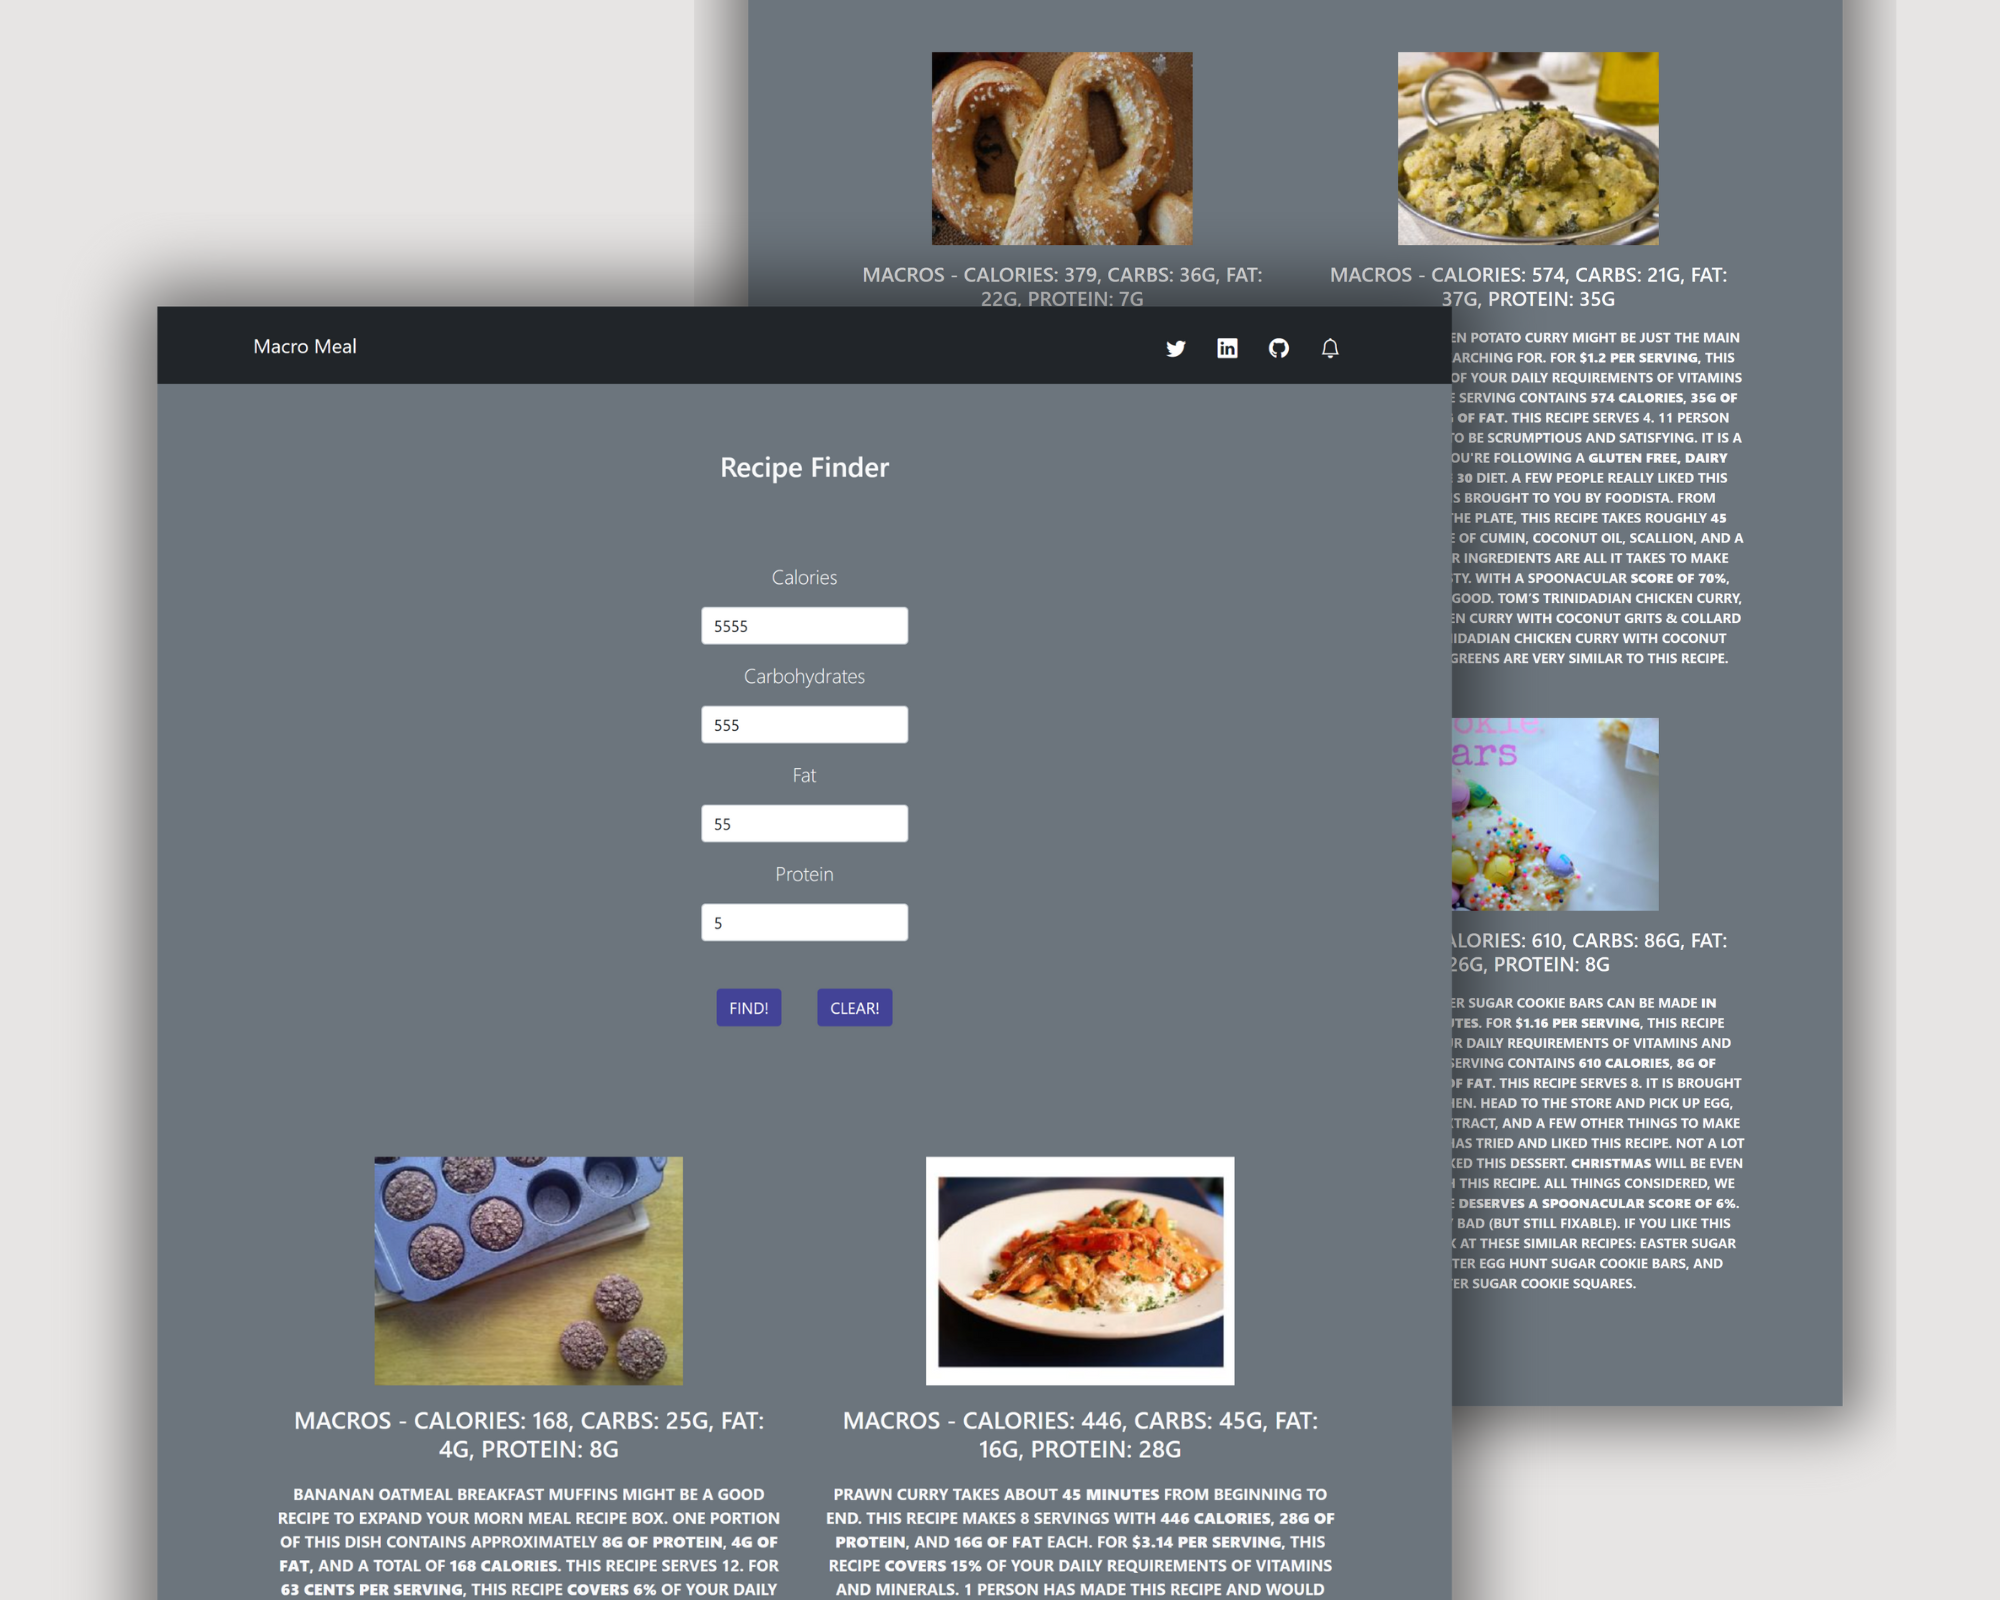 MACROS - CALORIES: 379, CARBS: 36G, FAT:
22G, PROTEIN: 7G
MACROS - CALORIES: 574, CARBS: 21G, FAT:
37G, PROTEIN: 35G
POTATO CURRY MIGHT BE JUST THE MAIN
FOR. FOR $1.2 PER SERVING, THIS
OF YOUR DAILY REQUIREMENTS OF VITAMINS
SERVING CONTAINS 574 CALORIES, 35G OF
OF FAT. THIS RECIPE SERVES 4. 11 PERSON
TO BE SCRUMPTIOUS AND SATISFYING. IT IS A
FOLLOWING A GLUTEN FREE, DAIRY
30 DIET. A FEW PEOPLE REALLY LIKED THIS
BROUGHT TO YOU BY FOODISTA. FROM
THE PLATE, THIS RECIPE TAKES ROUGHLY 45
OF CUMIN, COCONUT OIL, SCALLION, AND A
INGREDIENTS ARE ALL IT TAKES TO MAKE
WITH A SPOONACULAR SCORE OF 70%,
GOOD. TOM'S TRINIDADIAN CHICKEN CURRY,
CURRY WITH COCONUT GRITS & COLLARD
CHICKEN CURRY WITH COCONUT
GREENS ARE VERY SIMILAR TO THIS RECIPE.
okie
ars
CALORIES: 610, CARBS: 86G, FAT:
26G, PROTEIN: 8G
SUGAR COOKIE BARS CAN BE MADE IN
FOR $1.16 PER SERVING, THIS RECIPE
DAILY REQUIREMENTS OF VITAMINS AND
SERVING CONTAINS 610 CALORIES, 8G OF
OF FAT. THIS RECIPE SERVES 8. IT IS BROUGHT
HEAD TO THE STORE AND PICK UP EGG,
AND A FEW OTHER THINGS TO MAKE
HAS TRIED AND LIKED THIS RECIPE. NOT A LOT
THIS DESSERT. CHRISTMAS WILL BE EVEN
THIS RECIPE. ALL THINGS CONSIDERED, WE
DESERVES A SPOONACULAR SCORE OF 6%.
BAD (BUT STILL FIXABLE). IF YOU LIKE THIS
AT THESE SIMILAR RECIPES: EASTER SUGAR
EGG HUNT SUGAR COOKIE BARS, AND
SUGAR COOKIE SQUARES.
Macro Meal
Recipe Finder
Calories
5555
Carbohydrates
555
Fat
55
Protein
5
FIND! CLEAR!
MACROS - CALORIES: 168, CARBS: 25G, FAT:
4G, PROTEIN: 8G
BANANAN OATMEAL BREAKFAST MUFFINS MIGHT BE A GOOD
RECIPE TO EXPAND YOUR MORN MEAL RECIPE BOX. ONE PORTION
OF THIS DISH CONTAINS APPROXIMATELY 8G OF PROTEIN, 4G OF
FAT, AND A TOTAL OF 168 CALORIES. THIS RECIPE SERVES 12. FOR
63 CENTS PER SERVING, THIS RECIPE COVERS 6% OF YOUR DAILY
MACROS - CALORIES: 446, CARBS: 45G, FAT:
16G, PROTEIN: 28G
PRAWN CURRY TAKES ABOUT 45 MINUTES FROM BEGINNING TO
END. THIS RECIPE MAKES 8 SERVINGS WITH 446 CALORIES, 28G OF
PROTEIN, AND 16G OF FAT EACH. FOR $3.14 PER SERVING, THIS
RECIPE COVERS 15% OF YOUR DAILY REQUIREMENTS OF VITAMINS
AND MINERALS. 1 PERSON HAS MADE THIS RECIPE AND WOULD